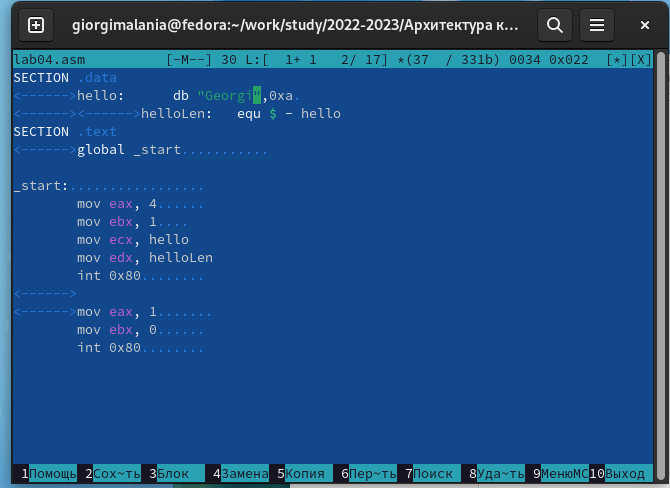 giorgimalania@fedora:~/work/study/2022-2023/Архитектура к...
lab04.asm [-M--] 30 L:[ 1+ 1 2/ 17] *(37 / 331b) 0034 0x022 [*][X]
SECTION .data
<------>hello: db "Georgi",0xa.
<------><------>helloLen: equ $ - hello
SECTION .text
<------>global _start...........
_start:.................
mov eax, 4......
mov ebx, 1....
mov ecx, hello
mov edx, helloLen
int 0x80........
<------>
<------>mov eax, 1.......
mov ebx, 0......
int 0x80........
1Помощь 2Сох~ть 3Блок 4Замена 5Копия 6Пер~ть 7Поиск 8Уда~ть 9МенюMC 10Выход